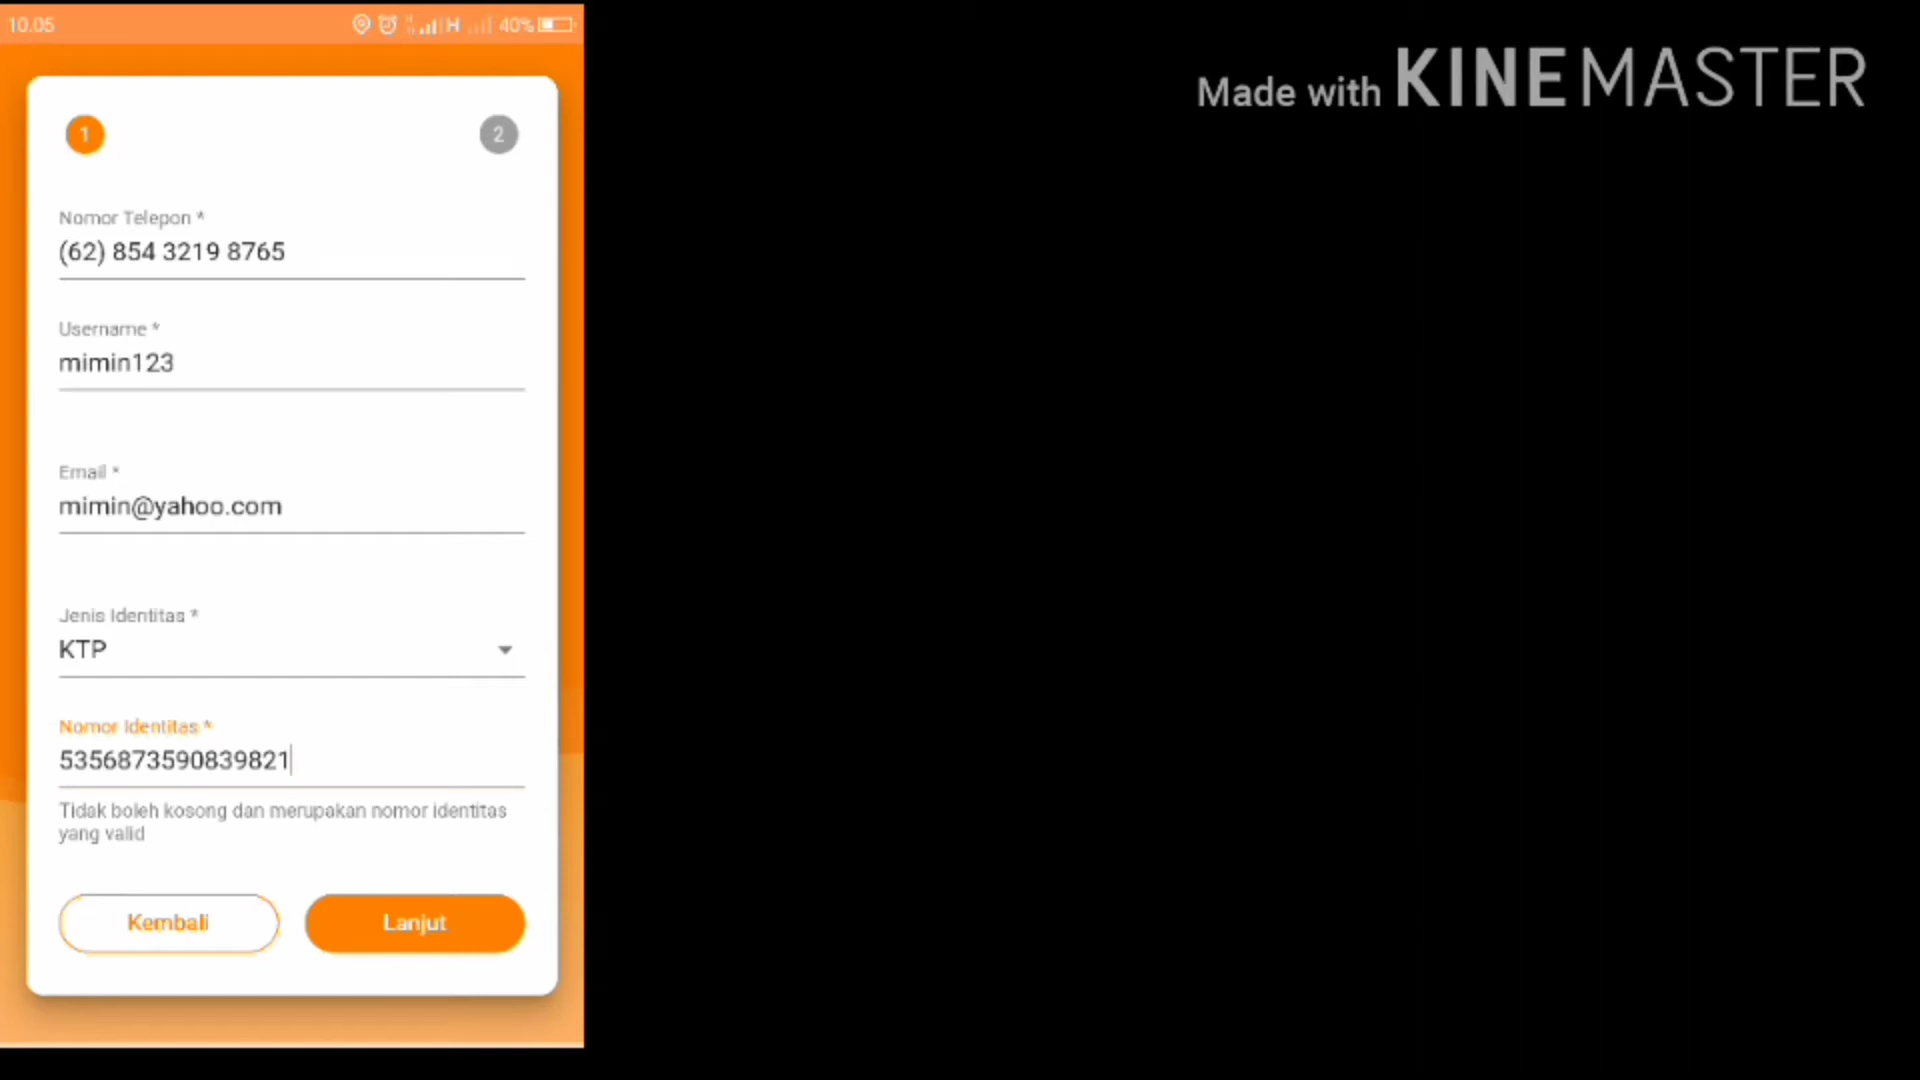 10.05
H
40%
Made with KINEMASTER
1
2
Nomor Telepon *
(62) 854 3219 8765
Username *
mimin123
Email *
mimin@yahoo.com
Jenis Identitas *
KTP
Nomor Identitas *
5356873590839821
Tidak boleh kosong dan merupakan nomor identitas
yang valid
Kembali
Lanjut